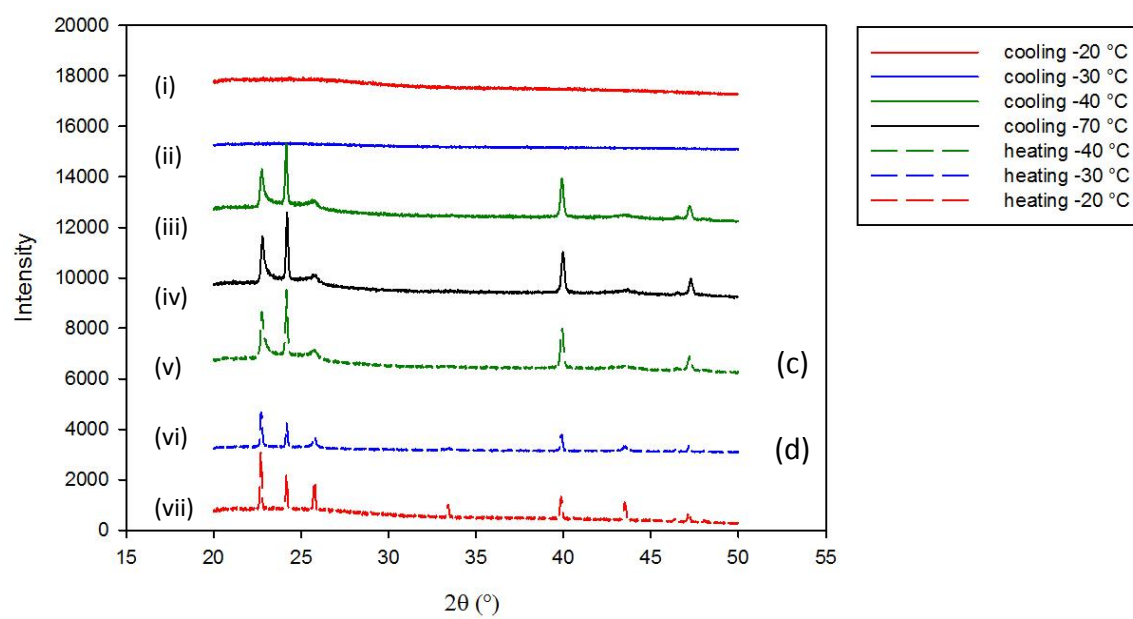 20000
18000
16000
14000
12000
10000
8000
6000
4000
2000
0
Intensity
(i)
(ii)
(iii)
(iv)
(v)
(vi)
(vii)
(c)
(d)
15 20 25 30 35 40 45 50 55
2θ (°)
cooling -20 °C
cooling -30 °C
cooling -40 °C
cooling -70 °C
heating -40 °C
heating -30 °C
heating -20 °C